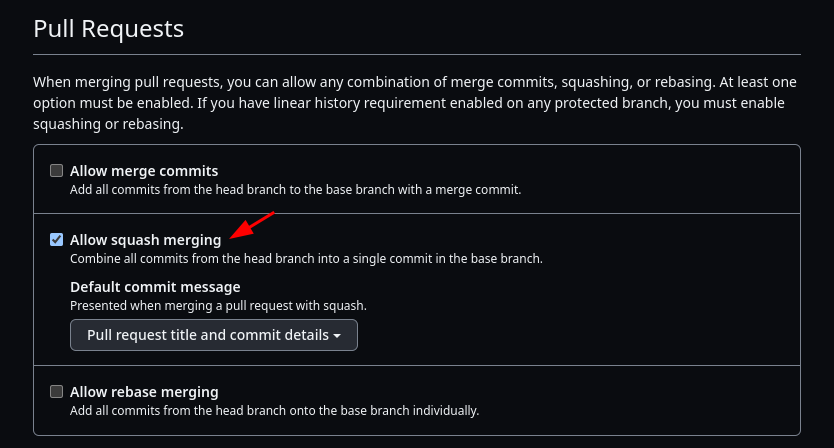 Pull Requests
When merging pull requests, you can allow any combination of merge commits, squashing, or rebasing. At least one
option must be enabled. If you have linear history requirement enabled on any protected branch, you must enable
squashing or rebasing.
Allow merge commits
Add all commits from the head branch to the base branch with a merge commit.
Allow squash merging
Combine all commits from the head branch into a single commit in the base branch.
Default commit message
Presented when merging a pull request with squash.
Pull request title and commit details
Allow rebase merging
Add all commits from the head branch onto the base branch individually.